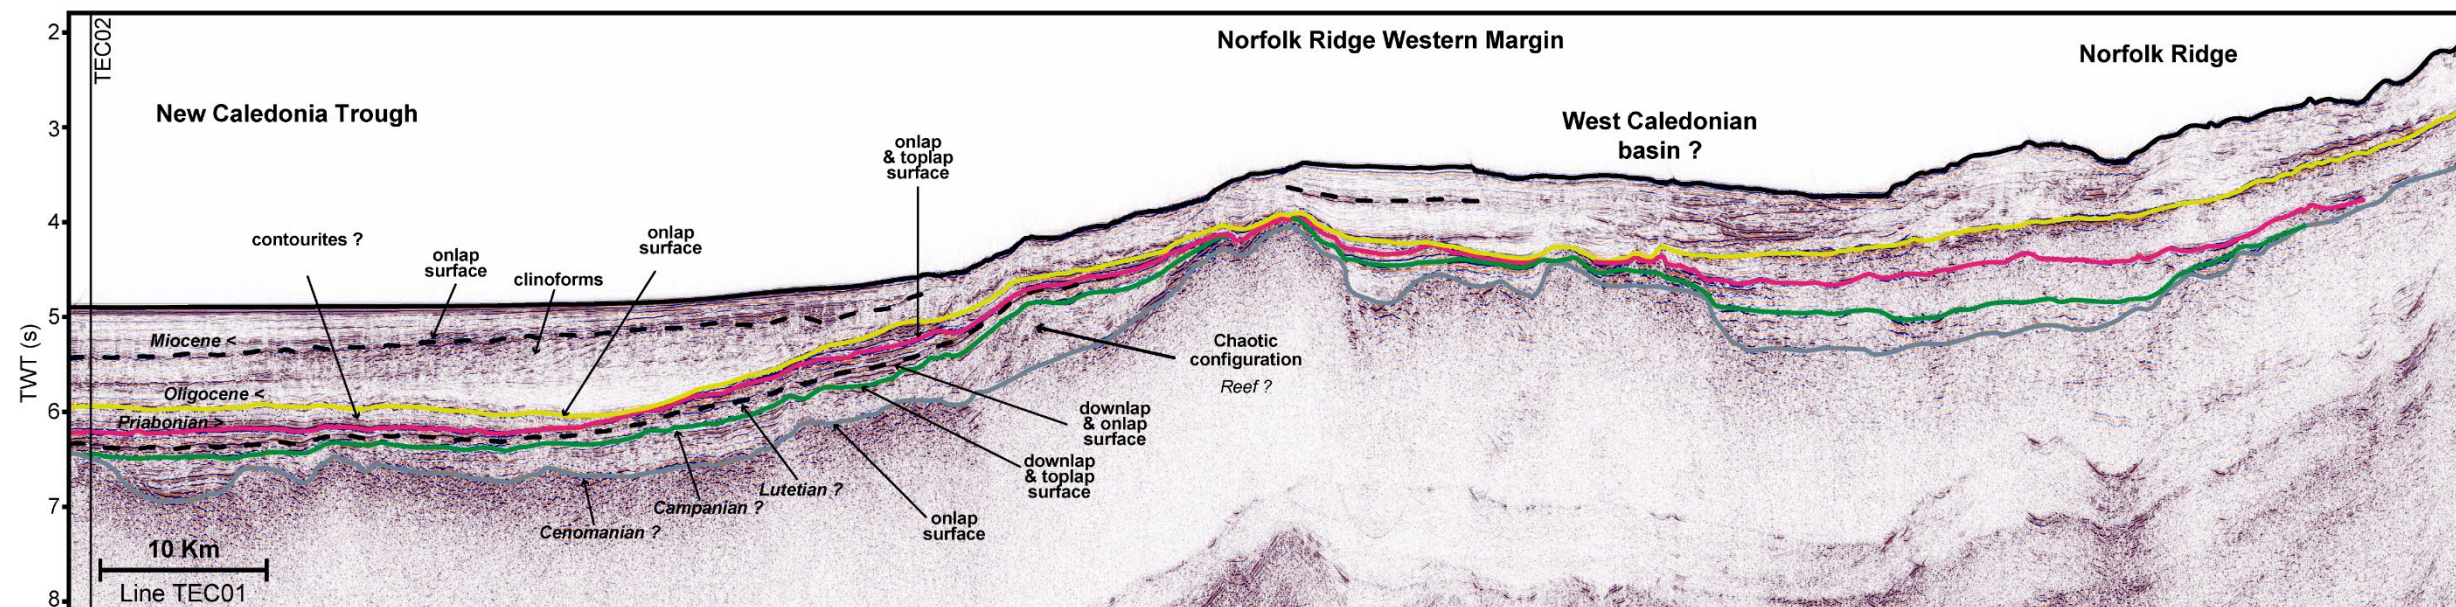 Norfolk Ridge Western Margin
Norfolk Ridge
TEC02
New Caledonia Trough
West Caledonian
basin ?
onlap
& toplap
surface
contourites ?
onlap
surface
clinoforms
onlap
surface
Miocene <
Oligocene <
Priabonian >
Chaotic
configuration
Reef ?
downlap
& onlap
surface
downlap
& toplap
surface
Lutetian ?
Campanian ?
Cenomanian ?
onlap
surface
10 Km
Line TEC01
TWT (s)
2
3
4
5
6
7
8